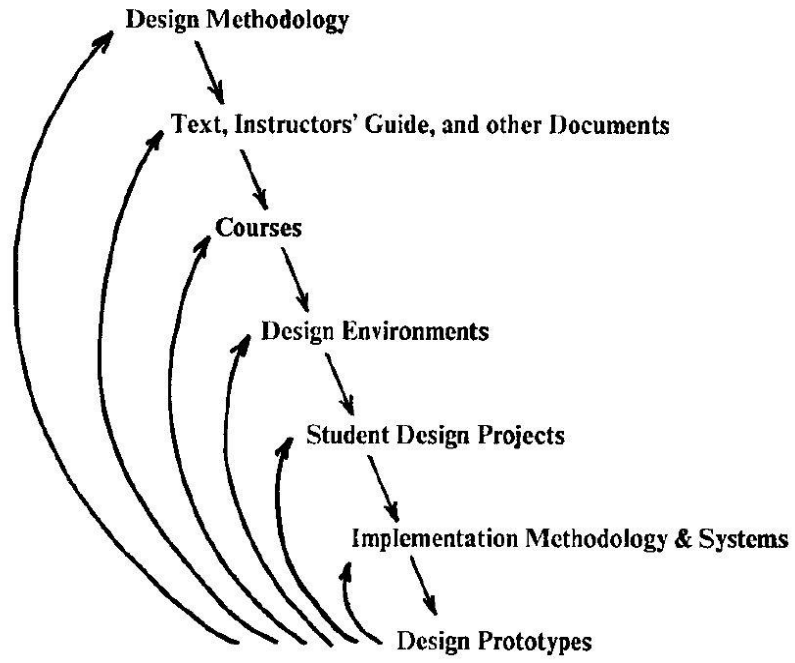 Design Methodology
Text, Instructors' Guide, and other Documents
Courses
Design Environments
Student Design Projects
Implementation Methodology & Systems
Design Prototypes